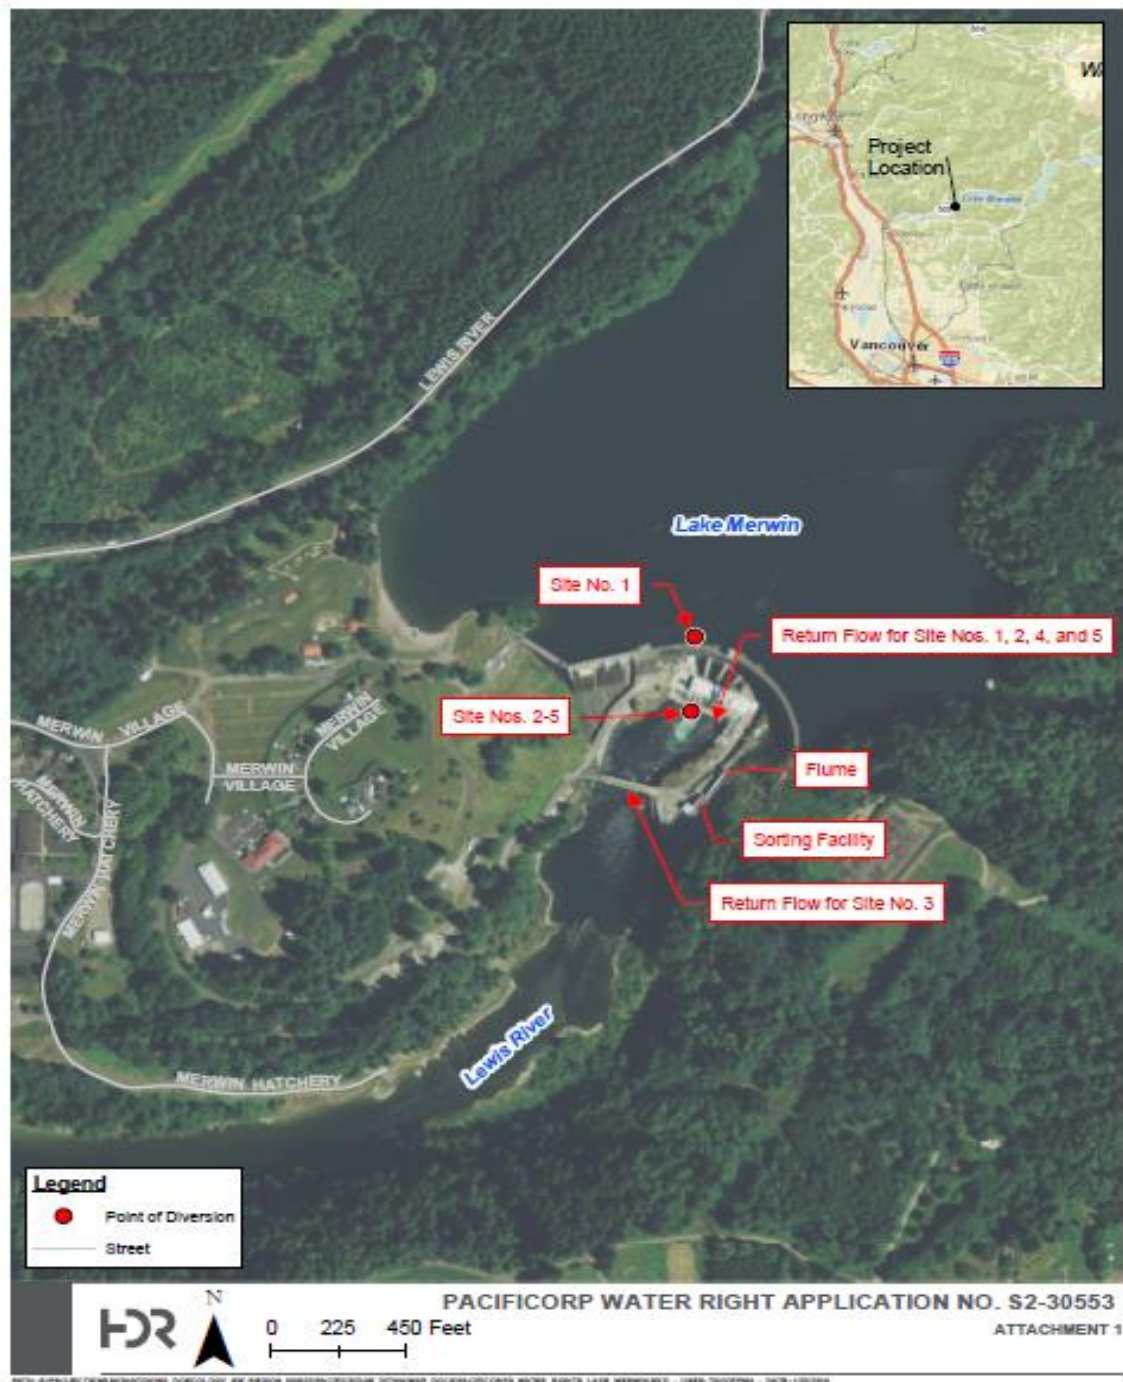 Project
Location
Lake Merwin
Vancouver
LEWIS RIVER
Lake Merwin
Site No. 1
Return Flow for Site Nos. 1, 2, 4, and 5
Site Nos. 2-5
MERWIN VILLAGE
MERWIN
VILLAGE
MERWIN
VILLAGE
Flume
MERWIN
HATCHERY
MERWIN HATCHERY
Sorting Facility
Return Flow for Site No. 3
Lewis River
MERWIN HATCHERY
Legend
Point of Diversion
Street
HDR
N
0 225 450 Feet
PACIFICORP WATER RIGHT APPLICATION NO. S2-30553
ATTACHMENT 1